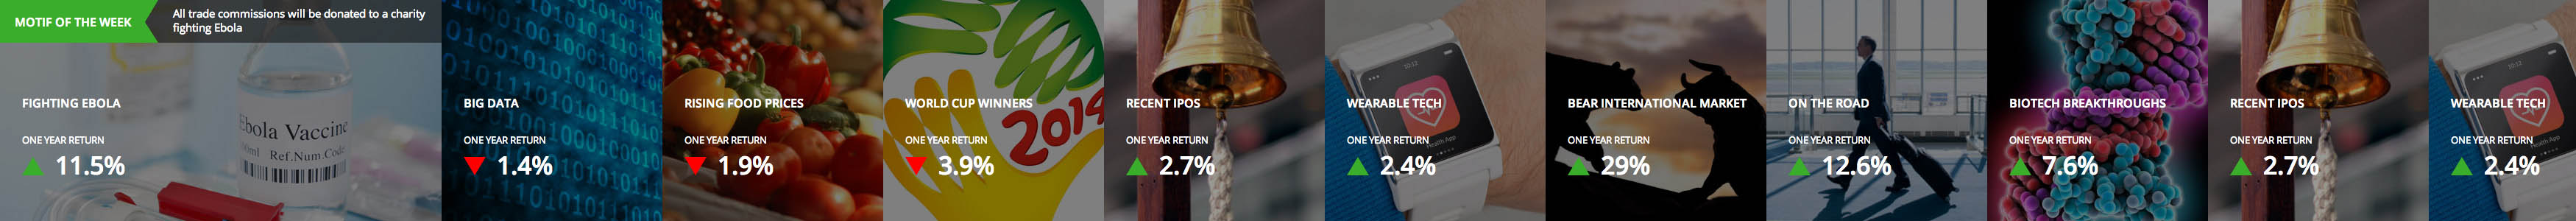 MOTIF OF THE WEEK
All trade commissions will be donated to a charity
fighting Ebola
Ebola Vaccine
Ref.Num.Code
FIGHTING EBOLA
ONE YEAR RETURN
11.5%
BIG DATA
ONE YEAR RETURN
1.4%
RISING FOOD PRICES
ONE YEAR RETURN
1.9%
2014
WORLD CUP WINNERS
ONE YEAR RETURN
3.9%
RECENT IPOS
ONE YEAR RETURN
2.7%
WEARABLE TECH
ONE YEAR RETURN
2.4%
Health App
BEAR INTERNATIONAL MARKET
ONE YEAR RETURN
29%
ON THE ROAD
ONE YEAR RETURN
12.6%
BIOTECH BREAKTHROUGHS
ONE YEAR RETURN
7.6%
RECENT IPOS
ONE YEAR RETURN
2.7%
WEARABLE TECH
ONE YEAR RETURN
2.4%
Health App